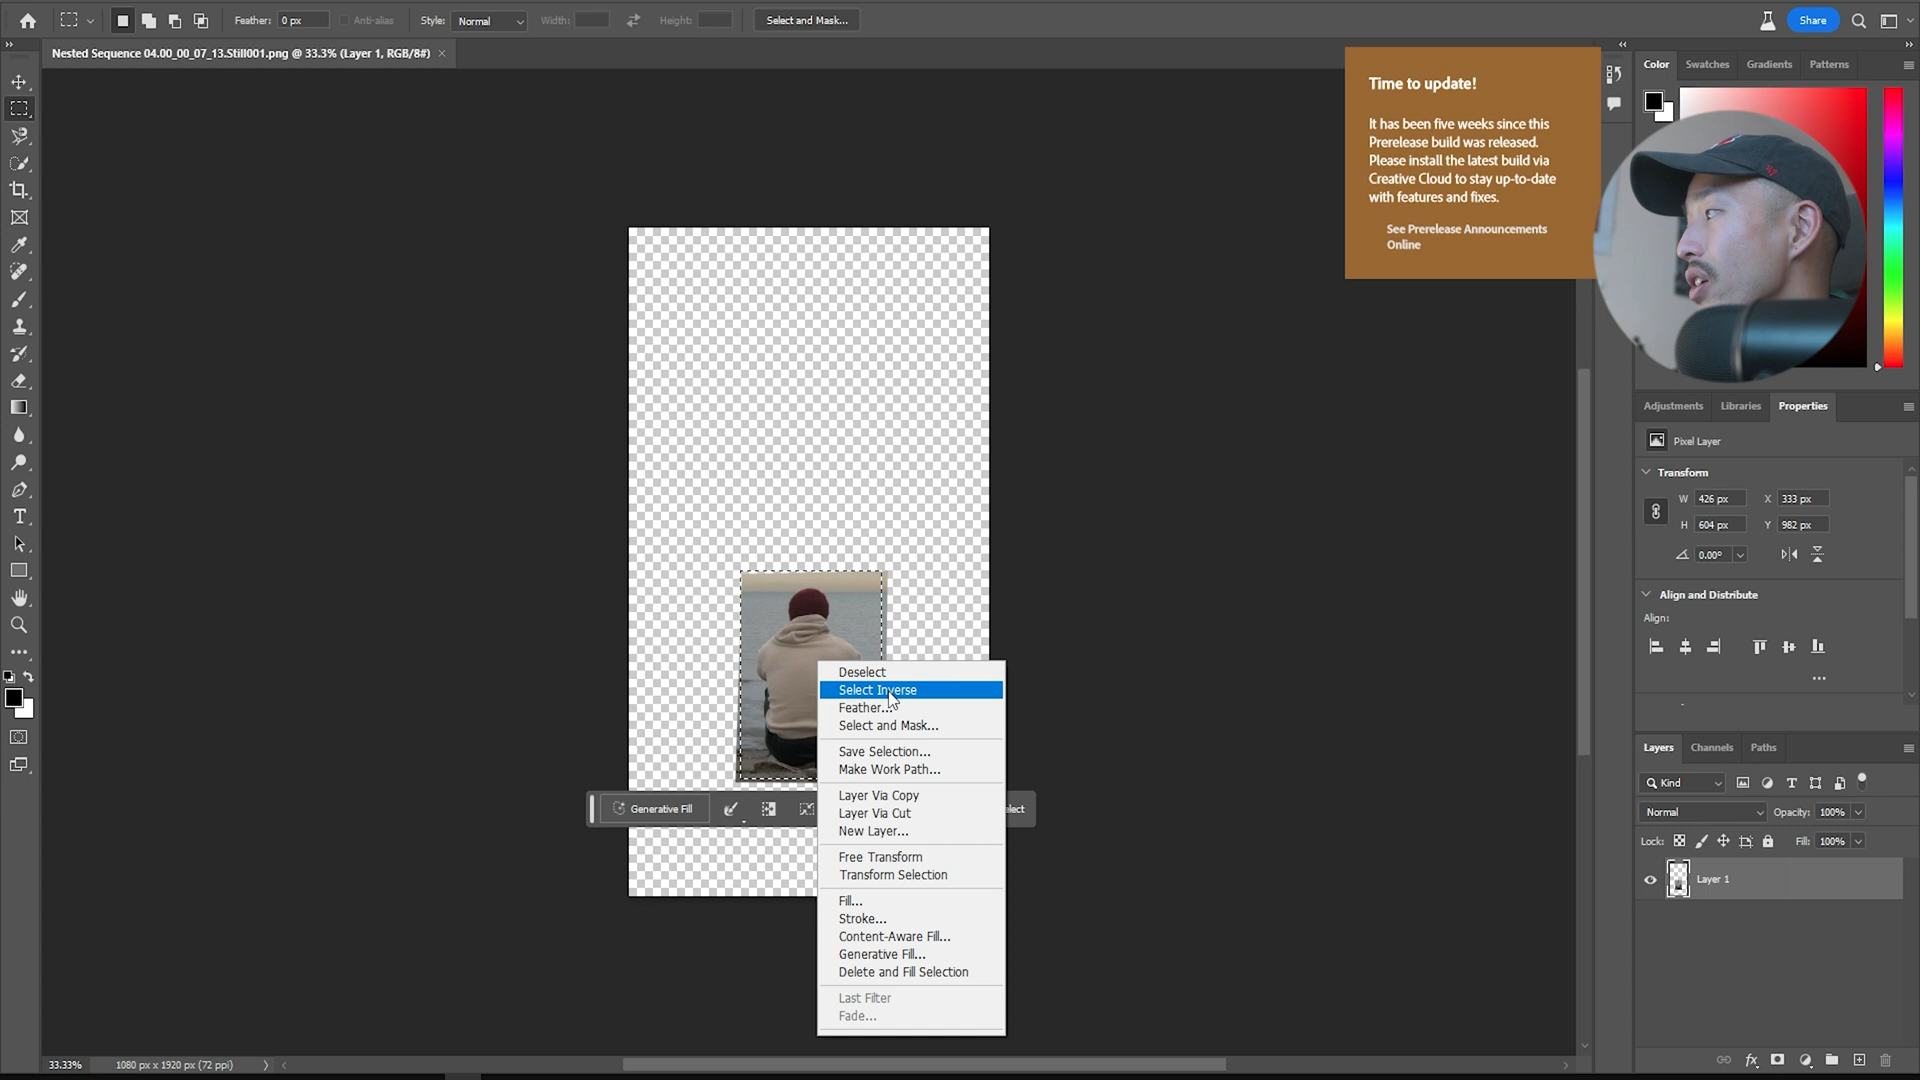 Feather:
0 px
Anti-alias
Style:
Normal
Width:
Height:
Select and Mask...
Share
Nested Sequence 04.00_00_07_13.Still001.png @ 33.3% (Layer 1, RGB/8#)
Time to update!
It has been five weeks since this
Prerelease build was released.
Please install the latest build via
Creative Cloud to stay up-to-date
with features and fixes.
See Prerelease Announcements
Online
Color
Swatches
Gradients
Patterns
Adjustments
Libraries
Properties
Pixel Layer
Transform
W
426 px
X
333 px
H
604 px
Y
982 px
0.00°
Align and Distribute
Align:
Deselect
Select Inverse
Feather...
Select and Mask...
Save Selection...
Make Work Path...
Layer Via Copy
Layer Via Cut
New Layer...
Free Transform
Transform Selection
Fill...
Stroke...
Content-Aware Fill...
Generative Fill...
Delete and Fill Selection
Last Filter
Fade...
Generative Fill
Layers
Channels
Paths
Kind
Normal
Opacity:
100%
Lock:
Fill:
100%
Layer 1
33.33%
1080 px x 1920 px (72 ppi)